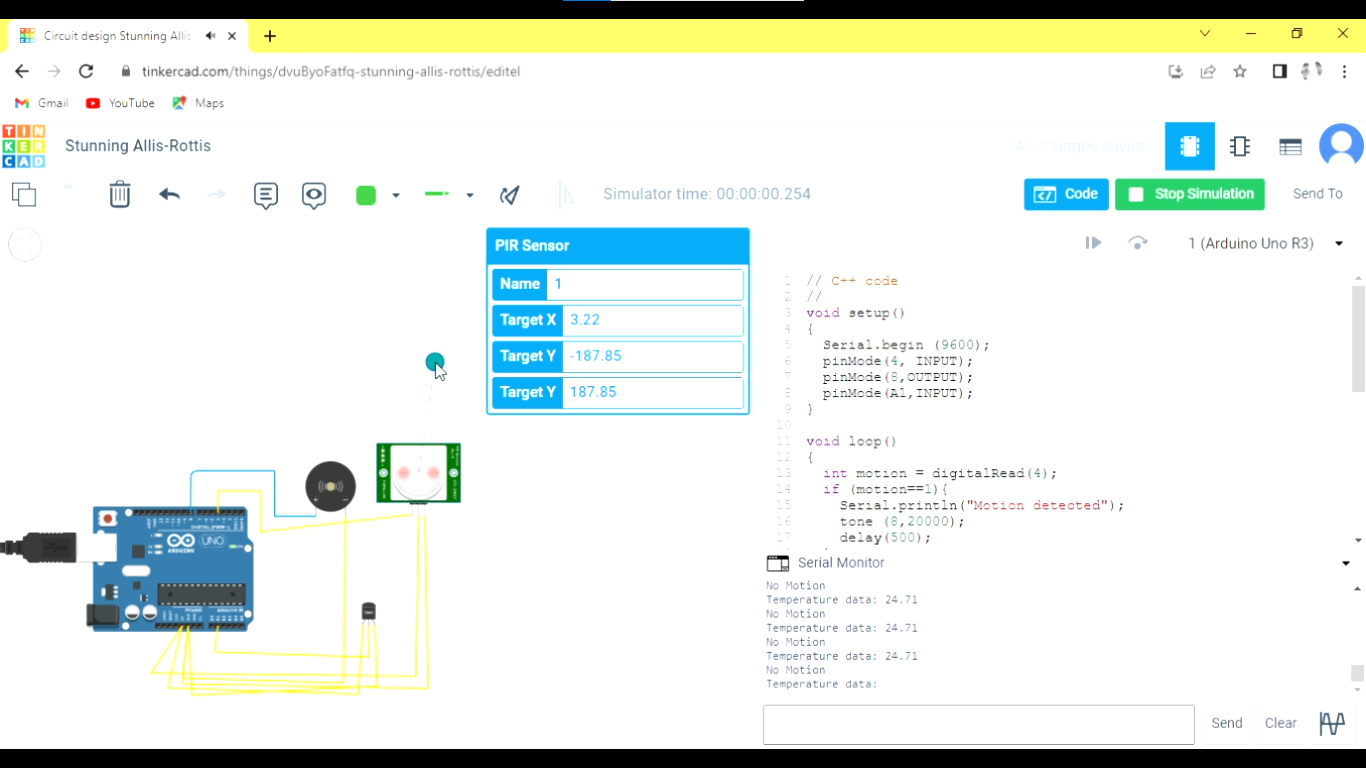 Circuit design Stunning Allis
tinkercad.com/things/dvuByoFatfq-stunning-allis-rottis/editel
Gmail YouTube Maps
TIN
KER
CAD
Stunning Allis-Rottis
All changes saved
Simulator time: 00:00:00.254
Code
Stop Simulation
Send To
PIR Sensor
Name 1
Target X 3.22
Target Y -187.85
Target Y 187.85
1 (Arduino Uno R3)
1 // C++ code
2 //
3 void setup()
4 {
5 Serial.begin (9600);
6 pinMode(4, INPUT);
7 pinMode(8,OUTPUT);
8 pinMode(A1,INPUT);
9 }
10
11 void loop()
12 {
13 int motion = digitalRead(4);
14 if (motion==1){
15 Serial.println("Motion detected");
16 tone (8,20000);
17 delay(500);
UNO
ARDUINO
Serial Monitor
No Motion
Temperature data: 24.71
No Motion
Temperature data: 24.71
No Motion
Temperature data: 24.71
No Motion
Temperature data:
Send
Clear